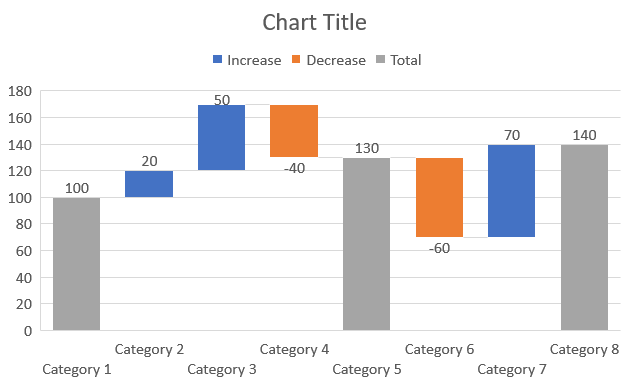 Chart Title
Increase Decrease Total
180
160
140
120
100
80
60
40
20
0
100
20
50
-40
130
-60
70
140
Category 1
Category 2
Category 3
Category 4
Category 5
Category 6
Category 7
Category 8